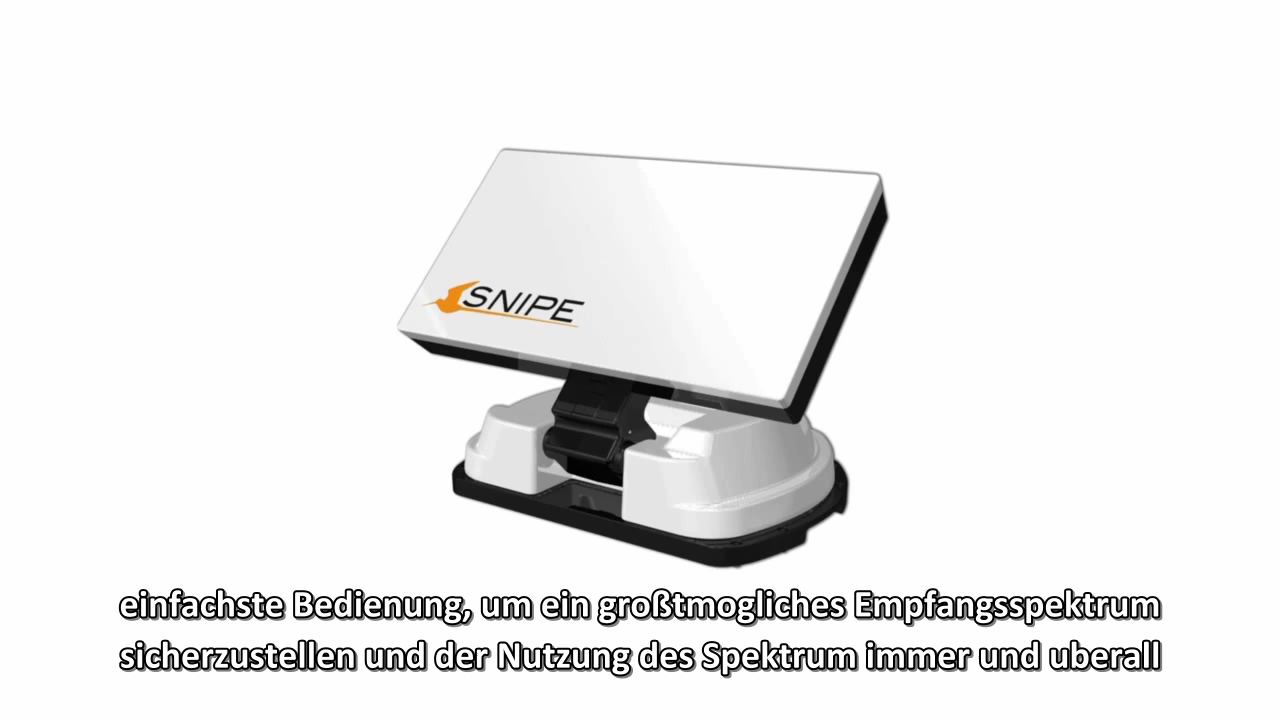 SNIPE
einfachste Bedienung, um ein großtmogliches Empfangsspektrum
sicherzustellen und der Nutzung des Spektrum immer und uberall